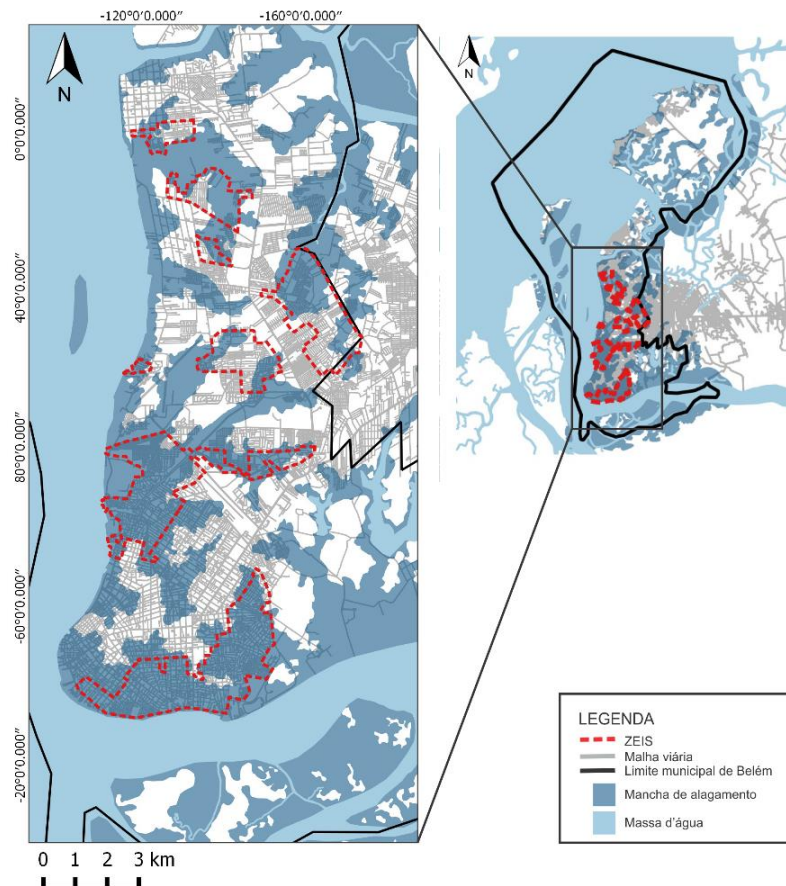 -120°0'0.000" -160°0'0.000"
N
N
0°0'0.000"
40°0'0.000"
80°0'0.000"
-60°0'0.000"
-20°0'0.000"
LEGENDA
ZEIS
Malha viária
Limite municipal de Belém
Mancha de alagamento
Massa d'água
0 1 2 3 km